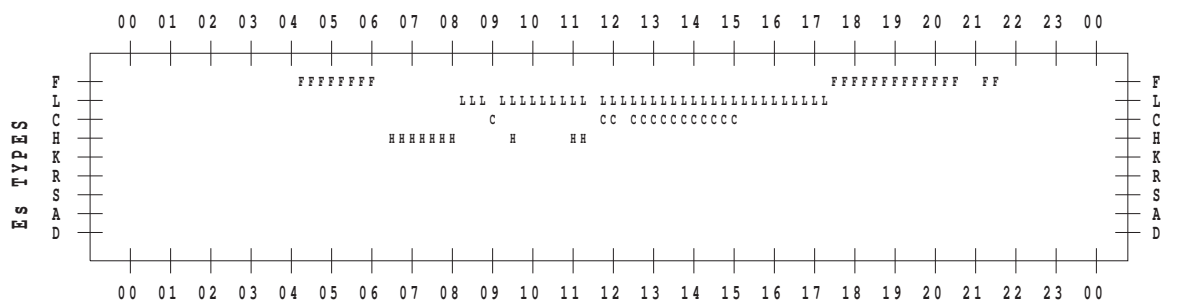 00 01 02 03 04 05 06 07 08 09 10 11 12 13 14 15 16 17 18 19 20 21 22 23 00
F FFFFFFFF FFFFFFFFFFFFF FF F
L LLL LLLLLLLLL LLLLLLLLLLLLLLLLLLLLLLL L
C C CC CCCCCCCCCCC C
H HHHHHHH H HH H
K K
R R
S S
A A
D D
Es TYPES
00 01 02 03 04 05 06 07 08 09 10 11 12 13 14 15 16 17 18 19 20 21 22 23 00